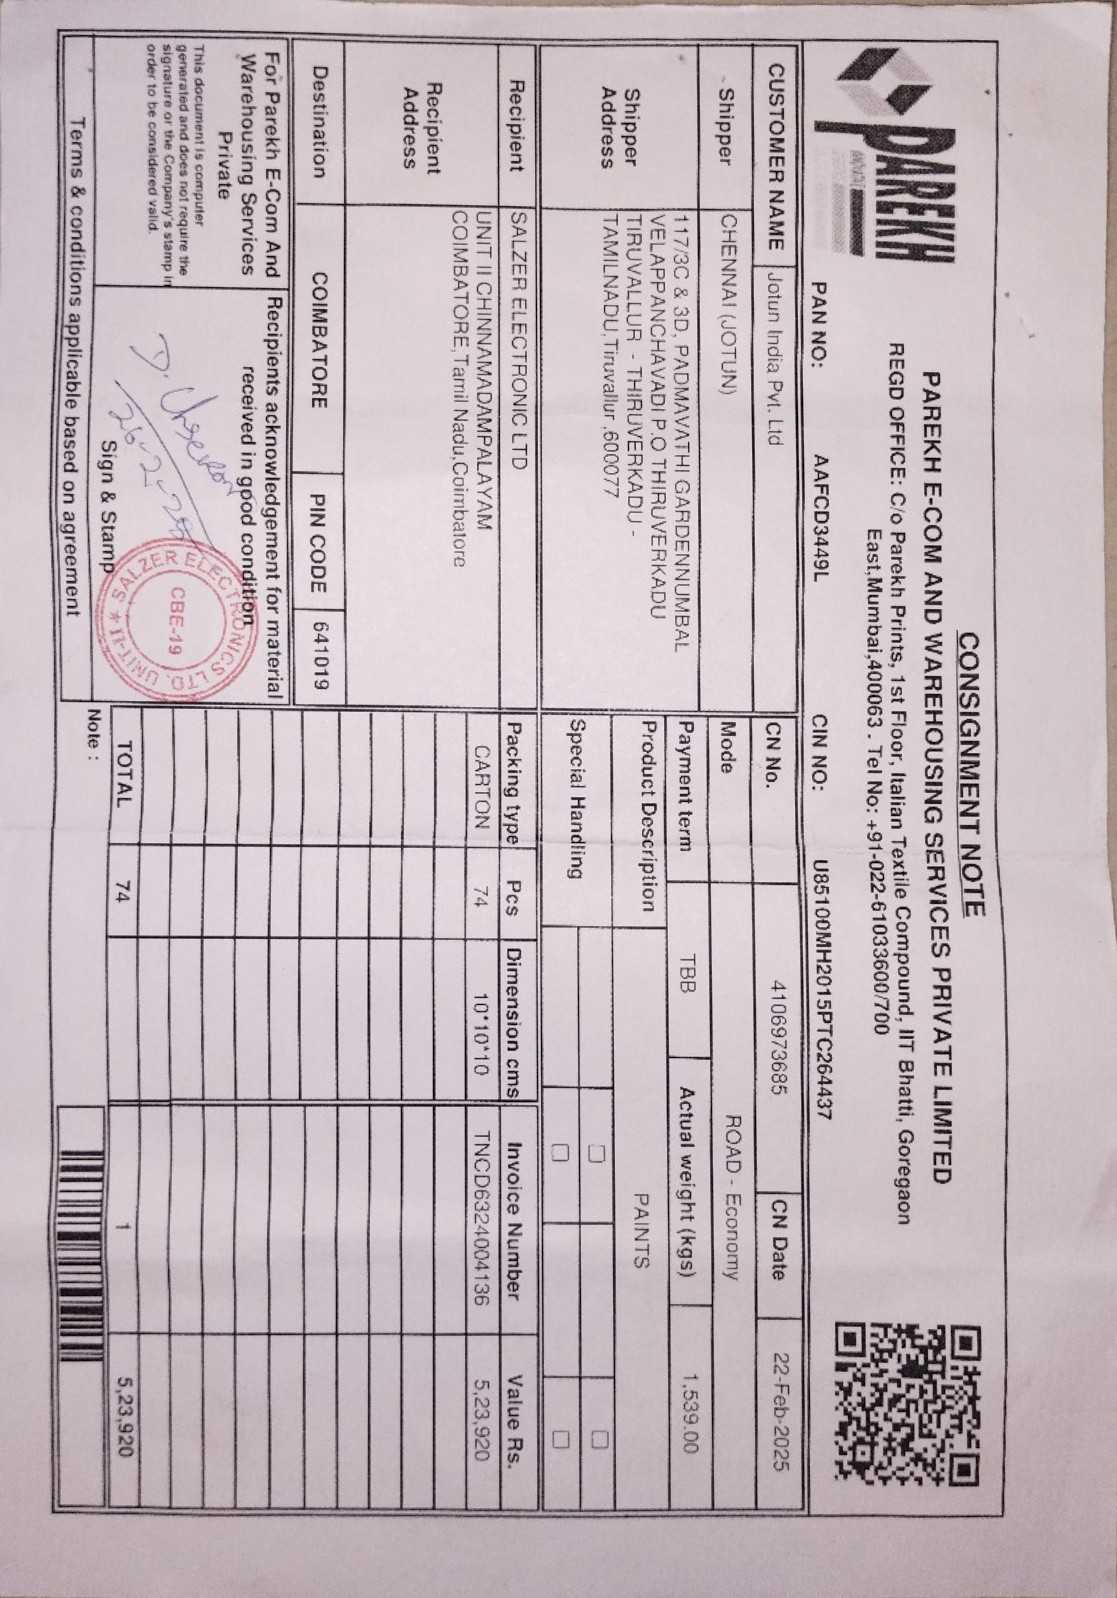 PAREKH
CONSIGNMENT NOTE
PAREKH E-COM AND WAREHOUSING SERVICES PRIVATE LIMITED
REGD OFFICE: C/o Parekh Prints, 1st Floor, Italian Textile Compound, IIT Bhatti, Goregaon
East,Mumbai,400063 . Tel No: +91-022-61033600/700
PAN NO: AAFCD3449L CIN NO: U85100MH2015PTC264437
CUSTOMER NAME Jotun India Pvt. Ltd
CN No. 4106973685 CN Date 22-Feb-2025
Shipper CHENNAI (JOTUN)
Mode ROAD - Economy
Shipper
Address
117/3C & 3D, PADMAVATHI GARDENNUMBAL
VELAPPANCHAVADI P.O THIRUVERKADU
TIRUVALLUR - THIRUVERKADU -
TAMILNADU,Tiruvallur ,600077
Payment term TBB Actual weight (kgs) 1,539.00
Product Description PAINTS
Special Handling
Recipient SALZER ELECTRONIC LTD
Recipient
Address
UNIT II CHINNAMADAMPALAYAM
COIMBATORE,Tamil Nadu,Coimbatore
Packing type Pcs Dimension cms Invoice Number Value Rs.
CARTON 74 10*10*10 TNCD6324004136 5,23,920
Destination COIMBATORE PIN CODE 641019
For Parekh E-Com And
Warehousing Services
Private
This document is computer
generated and does not require the
signature or the Company's stamp in
order to be considered valid.
Recipients acknowledgement for material
received in good condition
SALZER ELECTRONICS LTD, UNIT-II
CBE-19
Sign & Stamp
TOTAL 74 1 5,23,920
Terms & conditions applicable based on agreement
Note :